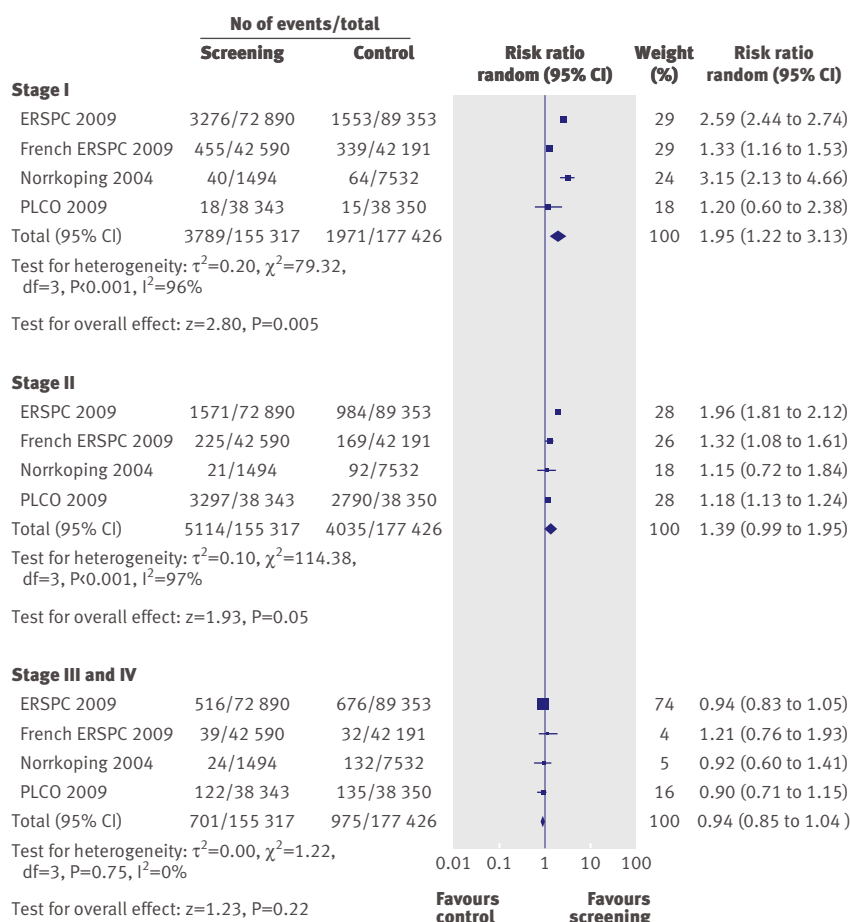 No of events/total
Screening Control Risk ratio random (95% CI) Weight (%) Risk ratio random (95% CI)
Stage I
ERSPC 2009 3276/72 890 1553/89 353 29 2.59 (2.44 to 2.74)
French ERSPC 2009 455/42 590 339/42 191 29 1.33 (1.16 to 1.53)
Norrkoping 2004 40/1494 64/7532 24 3.15 (2.13 to 4.66)
PLCO 2009 18/38 343 15/38 350 18 1.20 (0.60 to 2.38)
Total (95% CI) 3789/155 317 1971/177 426 100 1.95 (1.22 to 3.13)
Test for heterogeneity: τ²=0.20, χ²=79.32,
df=3, P<0.001, I²=96%
Test for overall effect: z=2.80, P=0.005
Stage II
ERSPC 2009 1571/72 890 984/89 353 28 1.96 (1.81 to 2.12)
French ERSPC 2009 225/42 590 169/42 191 26 1.32 (1.08 to 1.61)
Norrkoping 2004 21/1494 92/7532 18 1.15 (0.72 to 1.84)
PLCO 2009 3297/38 343 2790/38 350 28 1.18 (1.13 to 1.24)
Total (95% CI) 5114/155 317 4035/177 426 100 1.39 (0.99 to 1.95)
Test for heterogeneity: τ²=0.10, χ²=114.38,
df=3, P<0.001, I²=97%
Test for overall effect: z=1.93, P=0.05
Stage III and IV
ERSPC 2009 516/72 890 676/89 353 74 0.94 (0.83 to 1.05)
French ERSPC 2009 39/42 590 32/42 191 4 1.21 (0.76 to 1.93)
Norrkoping 2004 24/1494 132/7532 5 0.92 (0.60 to 1.41)
PLCO 2009 122/38 343 135/38 350 16 0.90 (0.71 to 1.15)
Total (95% CI) 701/155 317 975/177 426 100 0.94 (0.85 to 1.04 )
Test for heterogeneity: τ²=0.00, χ²=1.22,
df=3, P=0.75, I²=0%
Test for overall effect: z=1.23, P=0.22
0.01 0.1 1 10 100
Favours control Favours screening